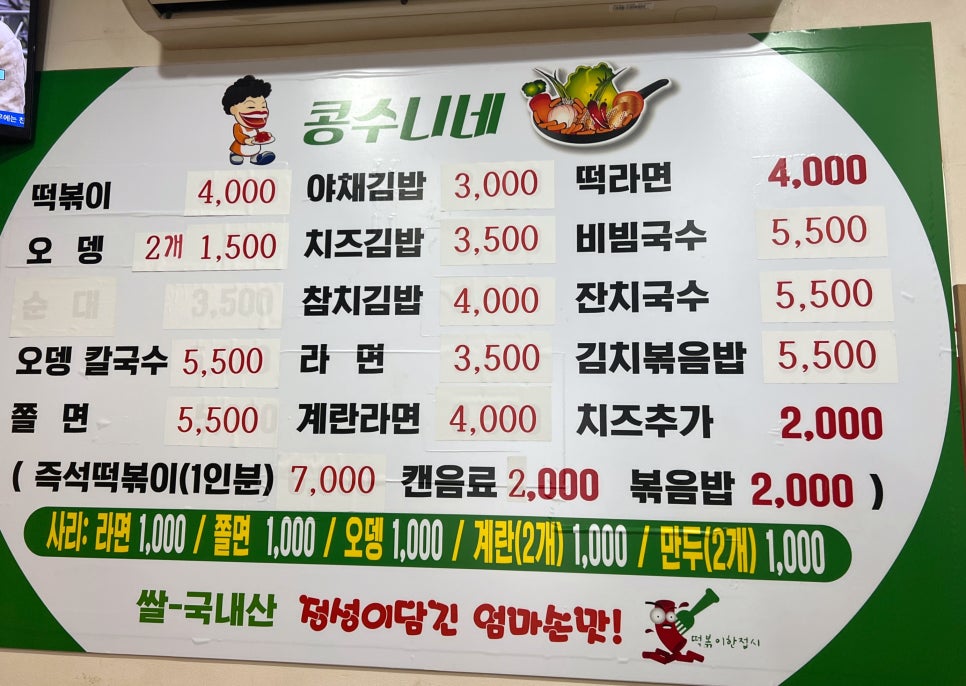 콩수니네
떡볶이 4,000 야채김밥 3,000 떡라면 4,000
오 뎅 2개 1,500 치즈김밥 3,500 비빔국수 5,500
순 대 3,500 참치김밥 4,000 잔치국수 5,500
오뎅 칼국수 5,500 라 면 3,500 김치볶음밥 5,500
쫄 면 5,500 계란라면 4,000 치즈추가 2,000
( 즉석떡볶이(1인분) 7,000 캔음료 2,000 볶음밥 2,000 )
사리: 라면 1,000 / 쫄면 1,000 / 오뎅 1,000 / 계란(2개) 1,000 / 만두(2개) 1,000
쌀-국내산 정성이담긴 엄마손맛!
떡볶이한접시